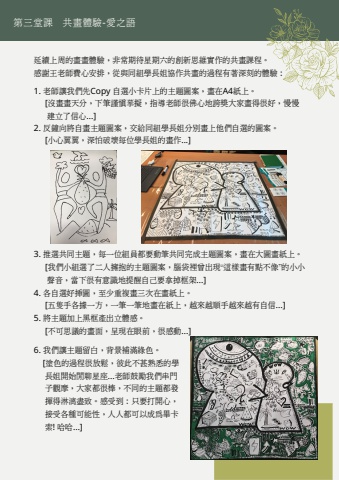 第三堂課　共畫體驗-愛之語
延續上周的畫畫體驗，非常期待星期六的創新思維實作的共畫課程。
感謝王老師費心安排，從與同組學長姐協作共畫的過程有著深刻的體驗：
1. 老師讓我們先Copy 自選小卡片上的主題圖案，畫在A4紙上。
[沒畫畫天分，下筆謹慎萃擬，指導老師很佛心地誇獎大家畫得很好，慢慢
建立了信心...]
2. 反鐘向將自畫主題圖案，交給同組學長姐分別畫上他們自選的圖案。
[小心翼翼，深怕破壞每位學長姐的畫作...]
3. 推選共同主題，每一位組員都要動筆共同完成主題圖案，畫在大圖畫紙上。
[我們小組選了二人擁抱的主題圖案，腦袋裡曾出現“這樣畫有點不像”的小小
聲音，當下很有意識地提醒自己要拿掉框架...]
4. 各自選好插圖，至少重複畫三次在畫紙上。
[五隻手各據一方，一筆一筆地畫在紙上，越來越順手越來越有自信...]
5. 將主題加上黑框產出立體感。
[不可思議的畫面，呈現在眼前，很感動...]
6. 我們讓主題留白，背景補滿綠色。
[塗色的過程很放鬆，彼此不甚熟悉的學
長姐開始閒聊星座...老師鼓勵我們串門
子觀摩，大家都很棒，不同的主題都發
揮得淋漓盡致。感受到：只要打開心，
接受各種可能性，人人都可以成爲畢卡
索! 哈哈...]